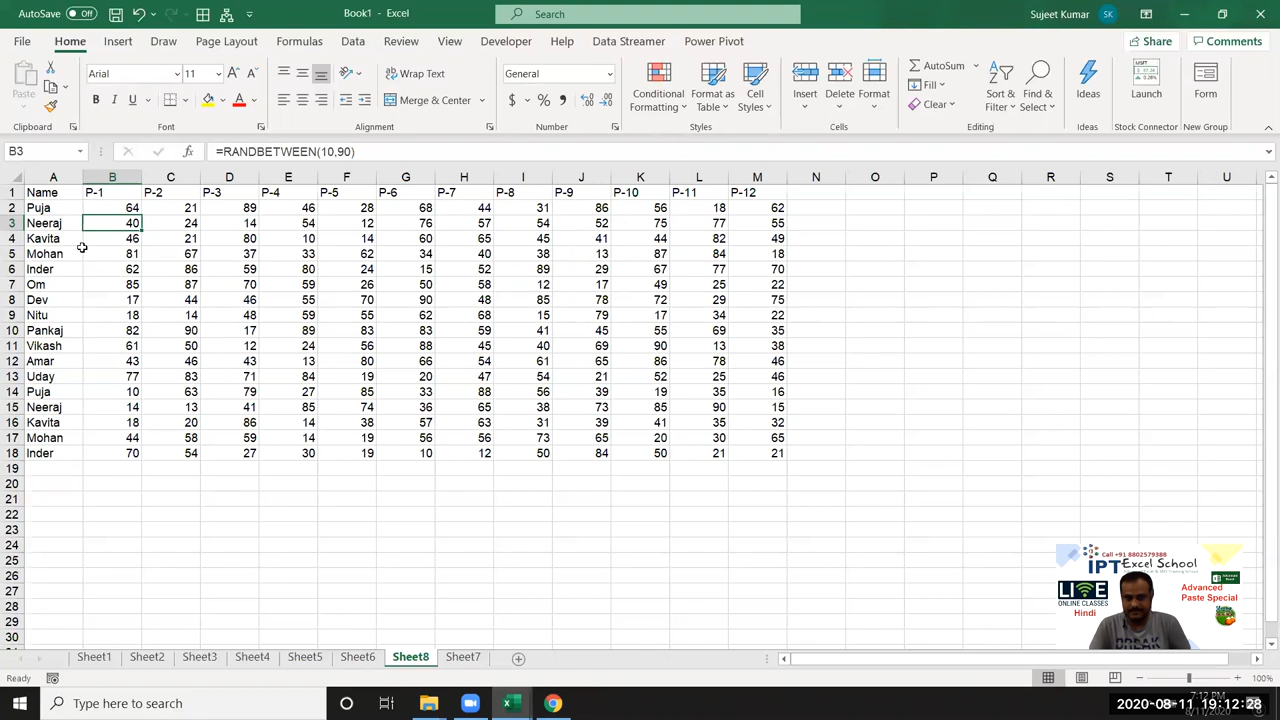 AutoSave Off Book1 - Excel Search Sujeet Kumar SK
File Home Insert Draw Page Layout Formulas Data Review View Developer Help Data Streamer Power Pivot Share Comments
Paste Arial 11 Wrap Text General Conditional Formatting Format as Table Cell Styles Insert Delete Format AutoSum Sort & Filter Find & Select Ideas Launch Form
B I U Merge & Center $ % Fill Clear
Clipboard Font Alignment Number Styles Cells Editing Ideas Stock Connector New Group
B3 fx =RANDBETWEEN(10,90)
A B C D E F G H I J K L M N O P Q R S T U
1 Name P-1 P-2 P-3 P-4 P-5 P-6 P-7 P-8 P-9 P-10 P-11 P-12
2 Puja 64 21 89 46 28 68 44 31 86 56 18 62
3 Neeraj 40 24 14 54 12 76 57 54 52 75 77 55
4 Kavita 46 21 80 10 14 60 65 45 41 44 82 49
5 Mohan 81 67 37 33 62 34 40 38 13 87 84 18
6 Inder 62 86 59 80 24 15 52 89 29 67 77 70
7 Om 85 87 70 59 26 50 58 12 17 49 25 22
8 Dev 17 44 46 55 70 90 48 85 78 72 29 75
9 Nitu 18 14 48 59 55 62 68 15 79 17 34 22
10 Pankaj 82 90 17 89 83 83 59 41 45 55 69 35
11 Vikash 61 50 12 24 56 88 45 40 69 90 13 38
12 Amar 43 46 43 13 80 66 54 61 65 86 78 46
13 Uday 77 83 71 84 19 20 47 54 21 52 25 46
14 Puja 10 63 79 27 85 33 88 56 39 19 35 16
15 Neeraj 14 13 41 85 74 36 65 38 73 85 90 15
16 Kavita 18 20 86 14 38 57 63 31 39 41 35 32
17 Mohan 44 58 59 14 19 56 56 73 65 20 30 65
18 Inder 70 54 27 30 19 10 12 50 84 50 21 21
19
20
21
22
23
24
25
26
27
28
29
30
Call +91 8802579388
IPT Excel School
LIVE
ONLINE CLASSES
Hindi
Advanced
Paste Special
Sheet1 Sheet2 Sheet3 Sheet4 Sheet5 Sheet6 Sheet8 Sheet7
Ready 100%
Type here to search
7:12 PM
2020-08-11 19:12:28
8/11/2020